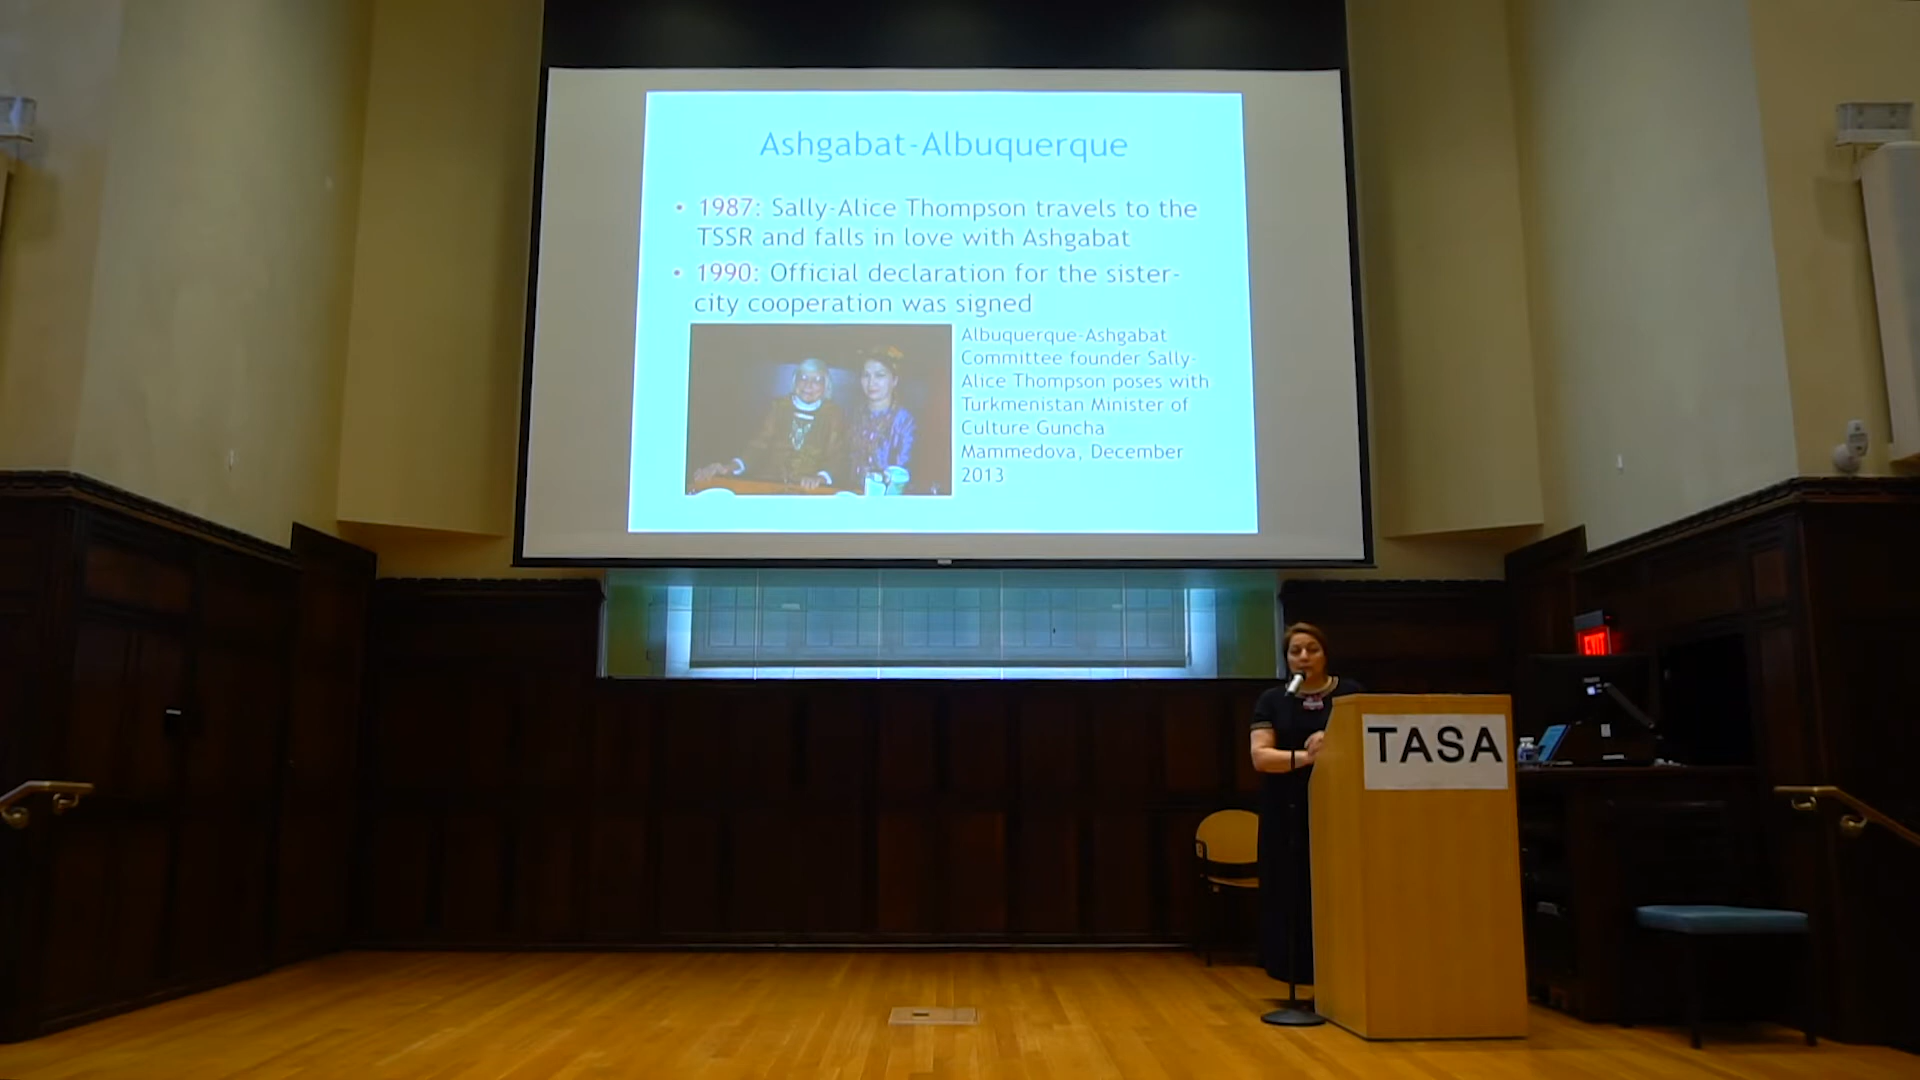 Ashgabat-Albuquerque
• 1987: Sally-Alice Thompson travels to the
TSSR and falls in love with Ashgabat
• 1990: Official declaration for the sister-
city cooperation was signed
Albuquerque-Ashgabat
Committee founder Sally-
Alice Thompson poses with
Turkmenistan Minister of
Culture Guncha
Mammedova, December
2013
EXIT
TASA